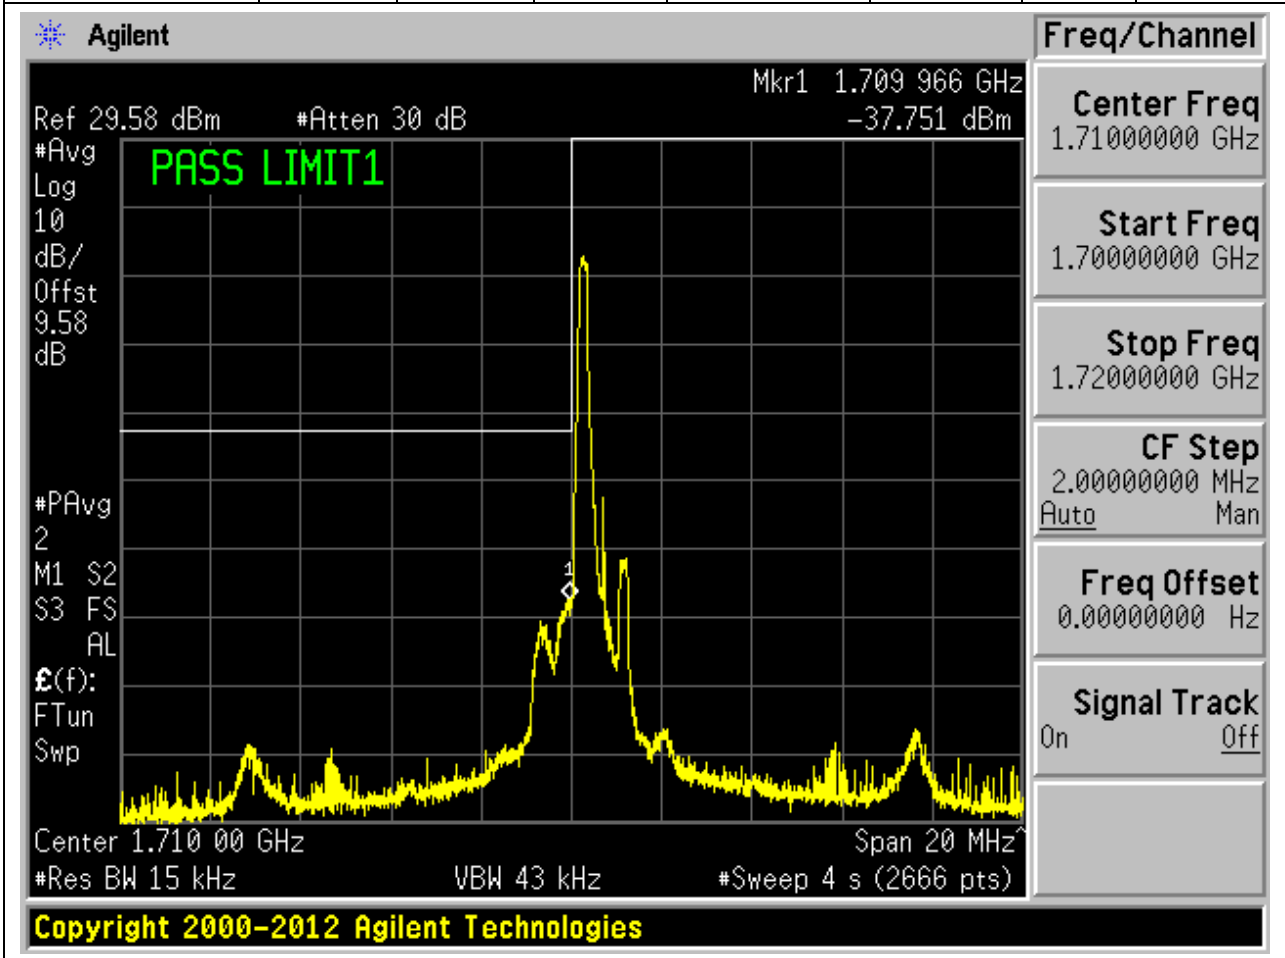 Agilent
Freq/Channel
Mkr1 1.709 966 GHz
Ref 29.58 dBm #Atten 30 dB -37.751 dBm
#Avg
Log
10
dB/
Offst
9.58
dB
PASS LIMIT1
#PAvg
2
M1 S2
S3 FS
AL
£(f):
FTun
Swp
1
Center 1.710 00 GHz Span 20 MHz^
#Res BW 15 kHz VBW 43 kHz #Sweep 4 s (2666 pts)
Copyright 2000-2012 Agilent Technologies
Center Freq
1.71000000 GHz
Start Freq
1.70000000 GHz
Stop Freq
1.72000000 GHz
CF Step
2.00000000 MHz
Auto Man
Freq Offset
0.00000000 Hz
Signal Track
On Off